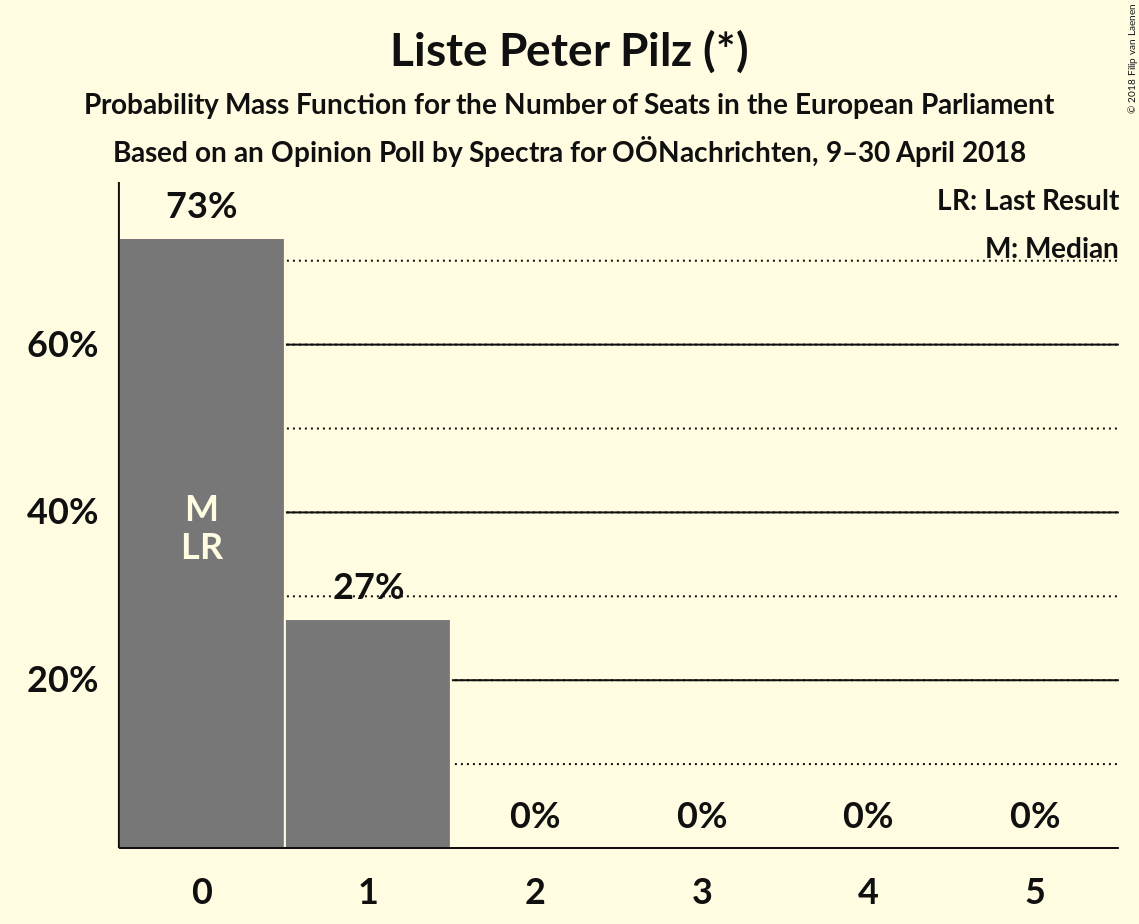 Liste Peter Pilz (*)
Probability Mass Function for the Number of Seats in the European Parliament
Based on an Opinion Poll by Spectra for OÖNachrichten, 9–30 April 2018
© 2018 Filip van Laenen
LR: Last Result
M: Median
73%
60%
40%
20%
M
LR
27%
0%
0%
0%
0%
0
1
2
3
4
5